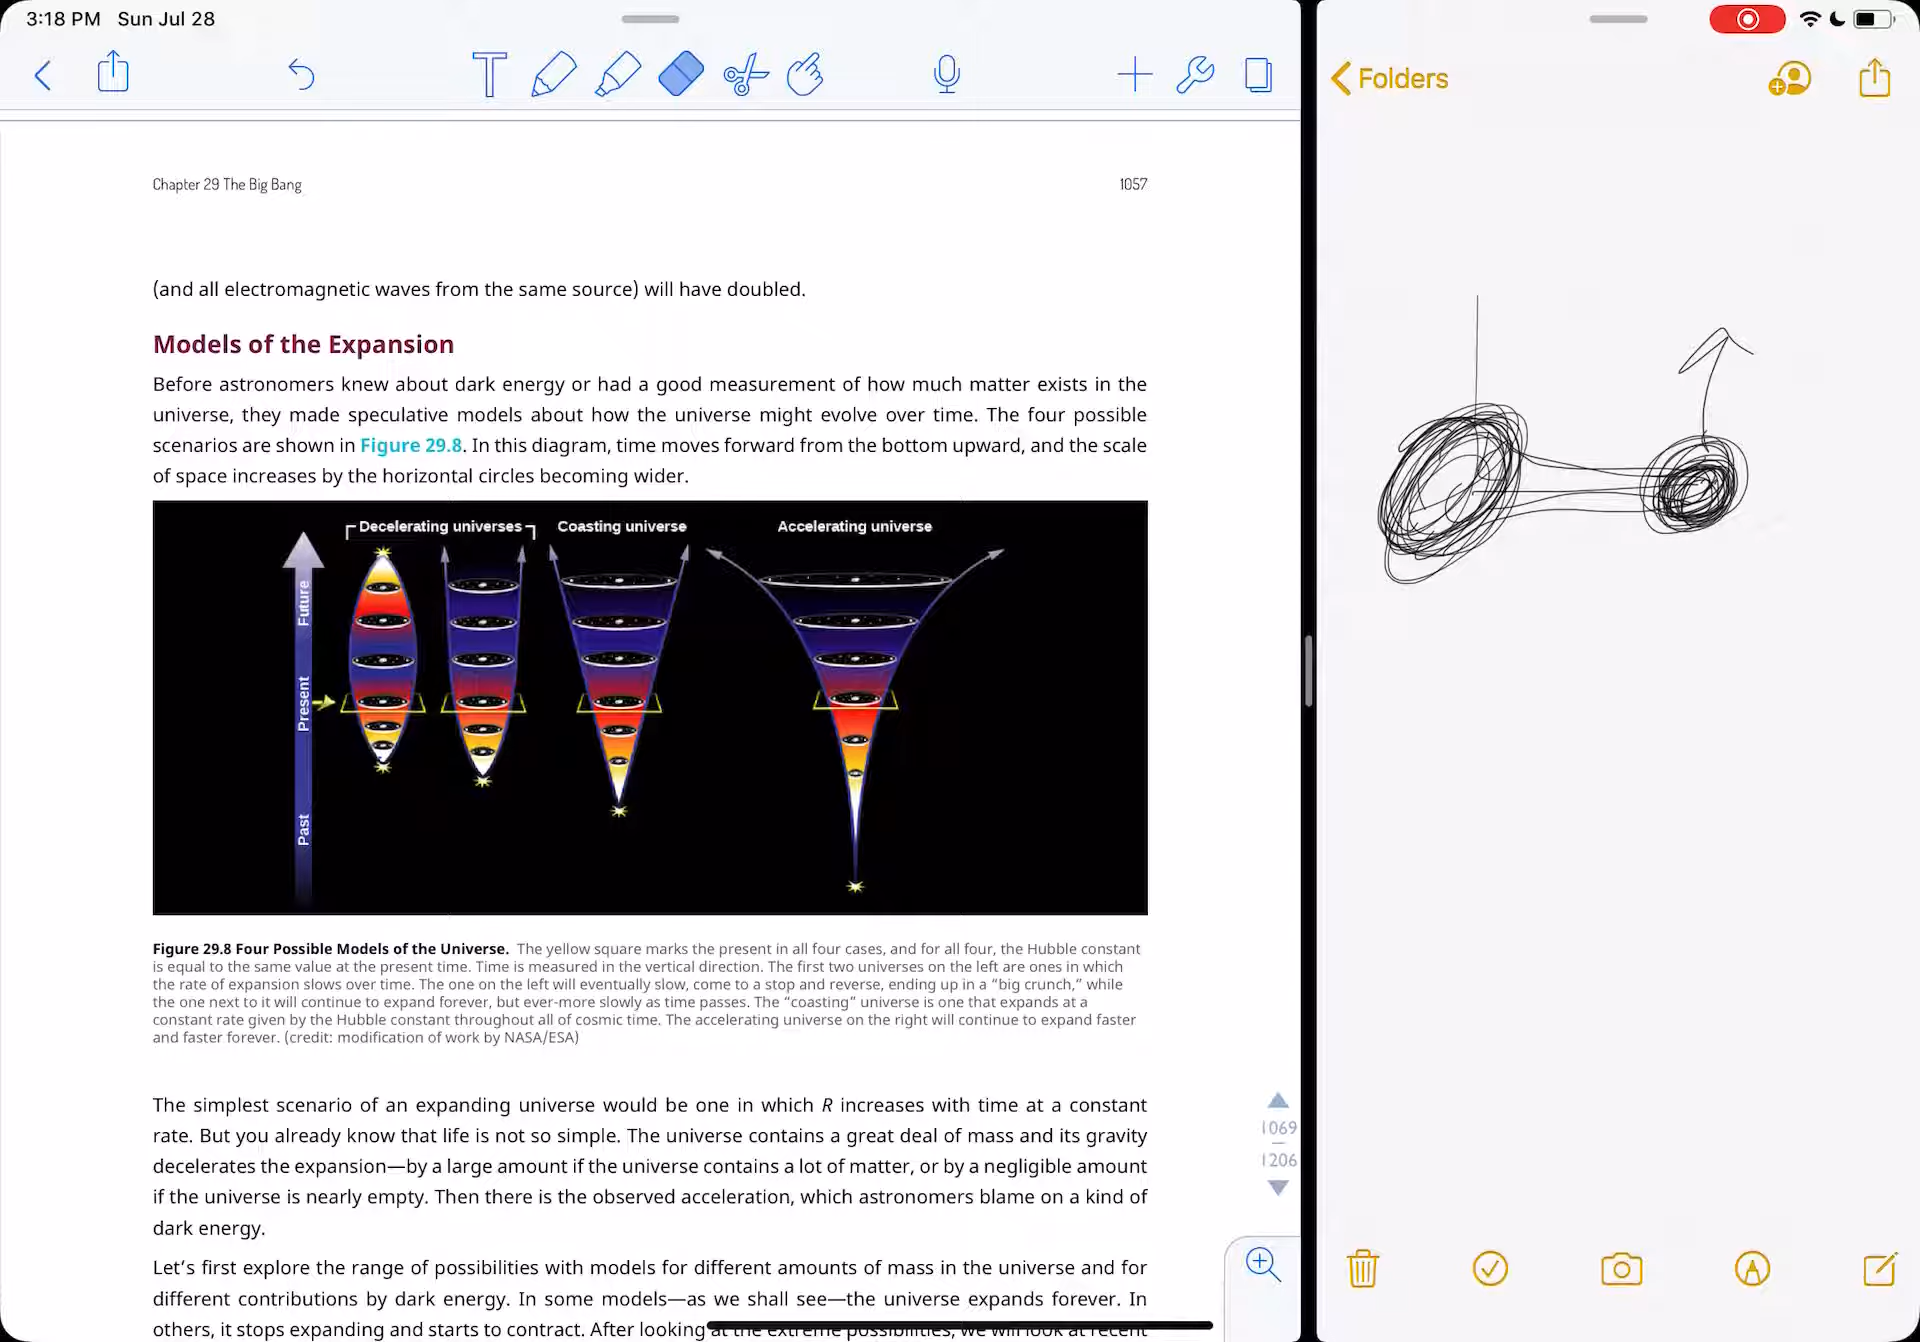 3:18 PM Sun Jul 28
Folders
Chapter 29 The Big Bang
1057
(and all electromagnetic waves from the same source) will have doubled.
Models of the Expansion
Before astronomers knew about dark energy or had a good measurement of how much matter exists in the
universe, they made speculative models about how the universe might evolve over time. The four possible
scenarios are shown in Figure 29.8. In this diagram, time moves forward from the bottom upward, and the scale
of space increases by the horizontal circles becoming wider.
Decelerating universes
Coasting universe
Accelerating universe
Future
Present
Past
Figure 29.8 Four Possible Models of the Universe. The yellow square marks the present in all four cases, and for all four, the Hubble constant
is equal to the same value at the present time. Time is measured in the vertical direction. The first two universes on the left are ones in which
the rate of expansion slows over time. The one on the left will eventually slow, come to a stop and reverse, ending up in a “big crunch,” while
the one next to it will continue to expand forever, but ever-more slowly as time passes. The “coasting” universe is one that expands at a
constant rate given by the Hubble constant throughout all of cosmic time. The accelerating universe on the right will continue to expand faster
and faster forever. (credit: modification of work by NASA/ESA)
The simplest scenario of an expanding universe would be one in which R increases with time at a constant
rate. But you already know that life is not so simple. The universe contains a great deal of mass and its gravity
decelerates the expansion—by a large amount if the universe contains a lot of matter, or by a negligible amount
if the universe is nearly empty. Then there is the observed acceleration, which astronomers blame on a kind of
dark energy.
1069
1206
Let’s first explore the range of possibilities with models for different amounts of mass in the universe and for
different contributions by dark energy. In some models—as we shall see—the universe expands forever. In
others, it stops expanding and starts to contract. After looking at the extreme possibilities, we will look at recent